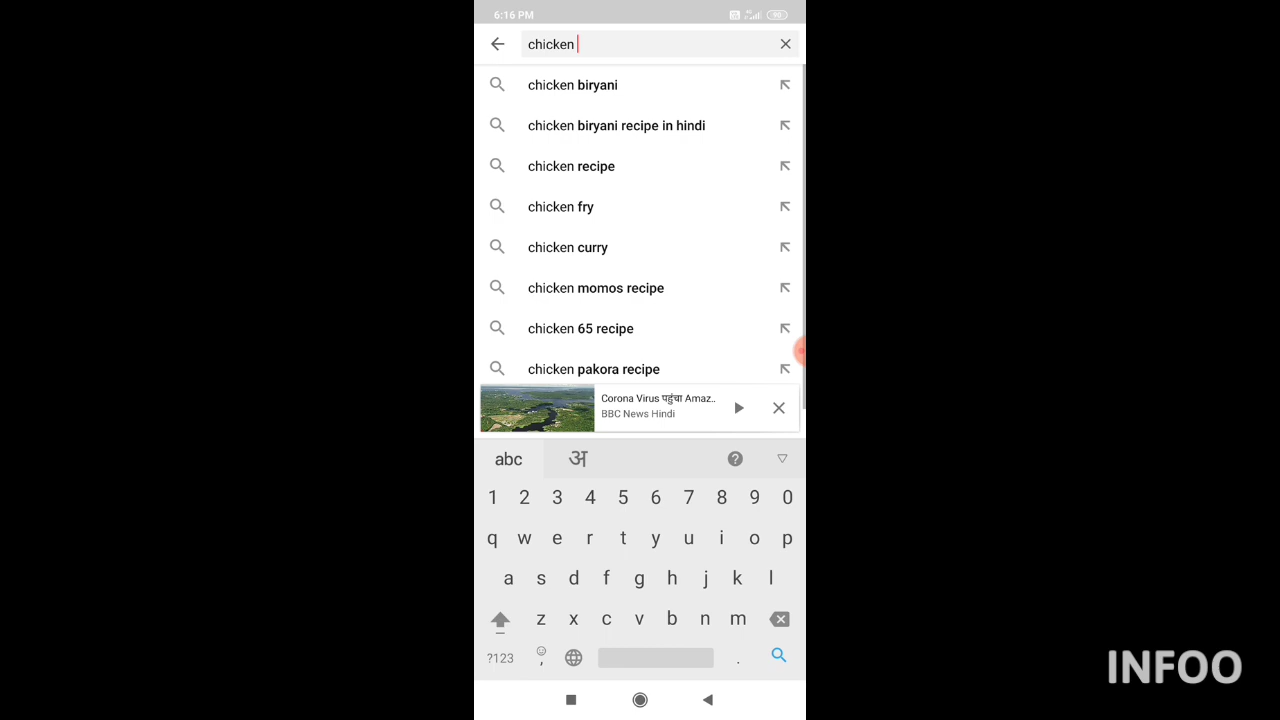 6:16 PM
4G
90
chicken
chicken biryani
chicken biryani recipe in hindi
chicken recipe
chicken fry
chicken curry
chicken momos recipe
chicken 65 recipe
chicken pakora recipe
Corona Virus पहुंचा Amaz..
BBC News Hindi
abc अ ?
1 2 3 4 5 6 7 8 9 0
q w e r t y u i o p
a s d f g h j k l
z x c v b n m
?123 , .
INFOO